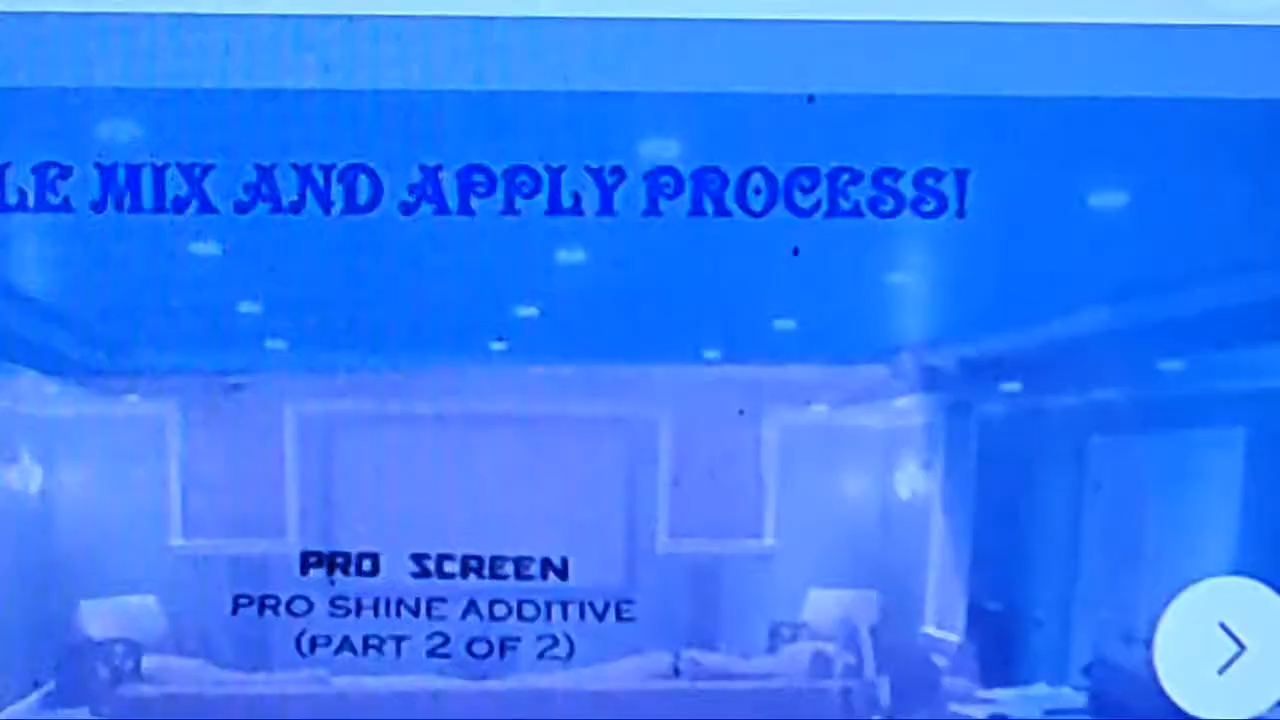 LE MIX AND APPLY PROCESS!
PRO SCREEN
PRO SHINE ADDITIVE
(PART 2 OF 2)